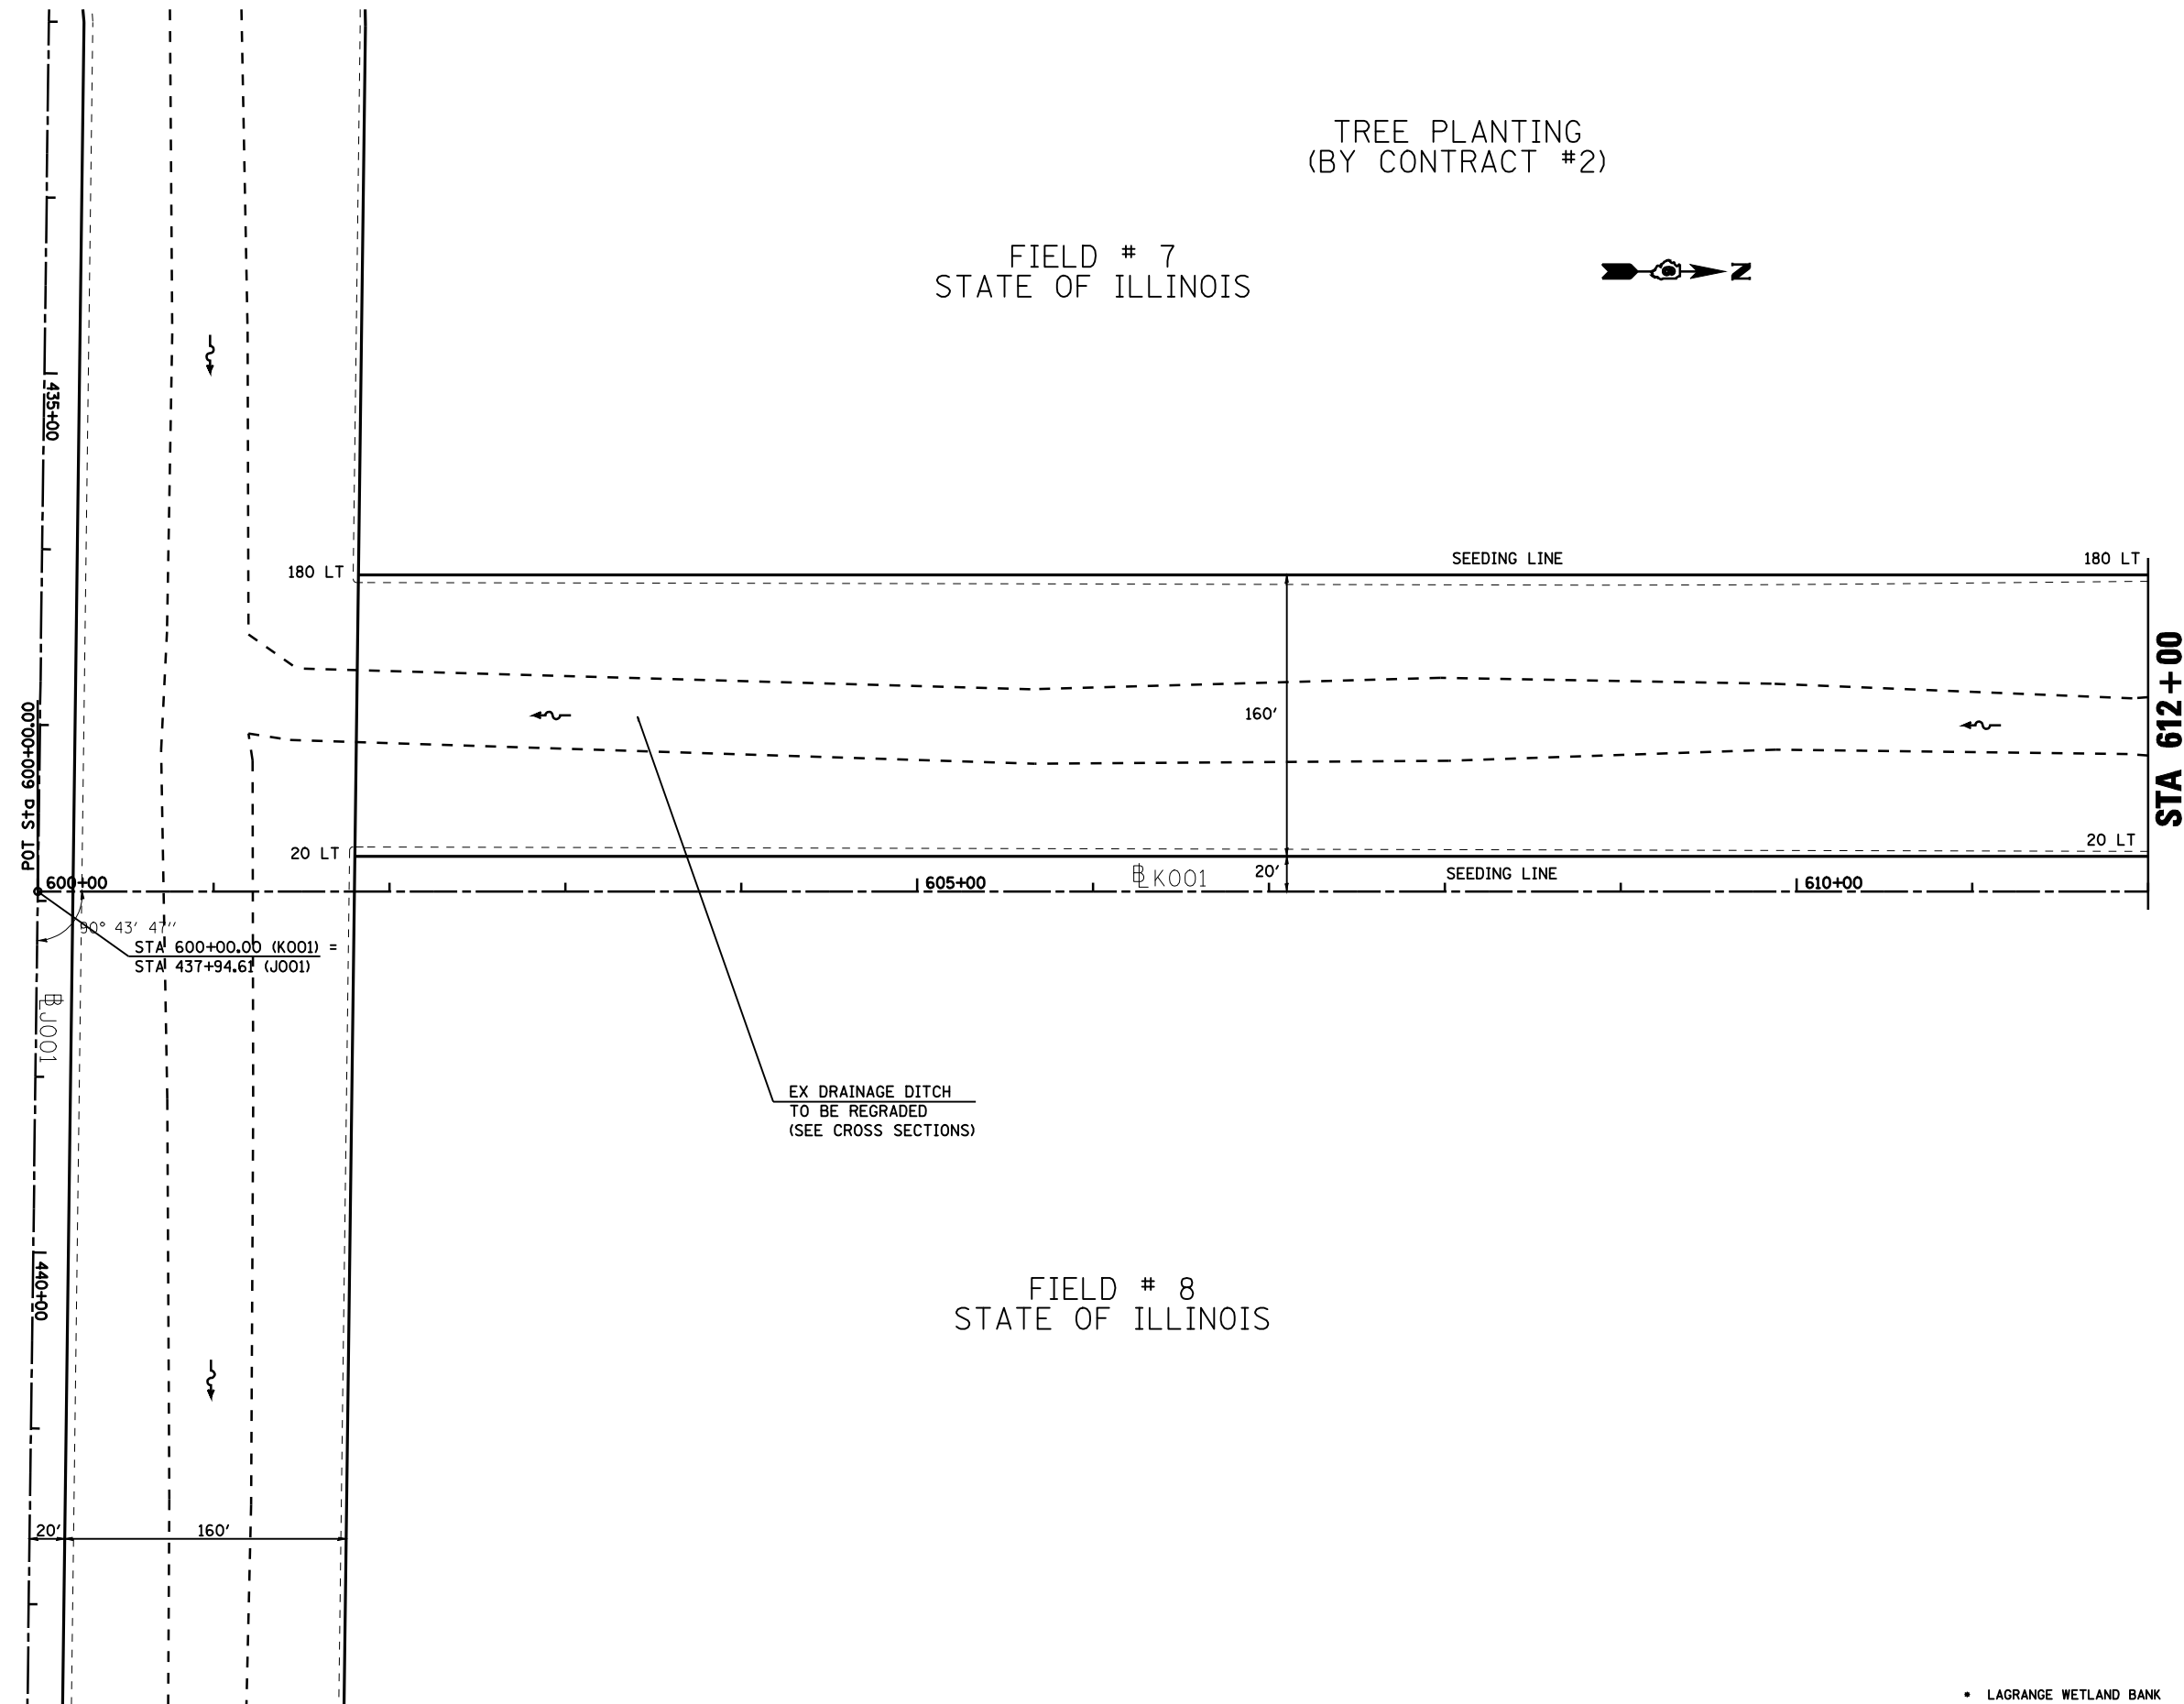 TREE PLANTING
(BY CONTRACT #2)
FIELD # 7
STATE OF ILLINOIS
N
435+00
180 LT
SEEDING LINE
180 LT
STA 612+00
160'
POT Sta 600+00.00
20 LT
20 LT
600+00
605+00
BL K001
20'
SEEDING LINE
610+00
90° 43' 47"
STA 600+00.00 (K001) =
STA 437+94.61 (J001)
BL J001
EX DRAINAGE DITCH
TO BE REGRADED
(SEE CROSS SECTIONS)
440+00
FIELD # 8
STATE OF ILLINOIS
20'
160'
* LAGRANGE WETLAND BANK